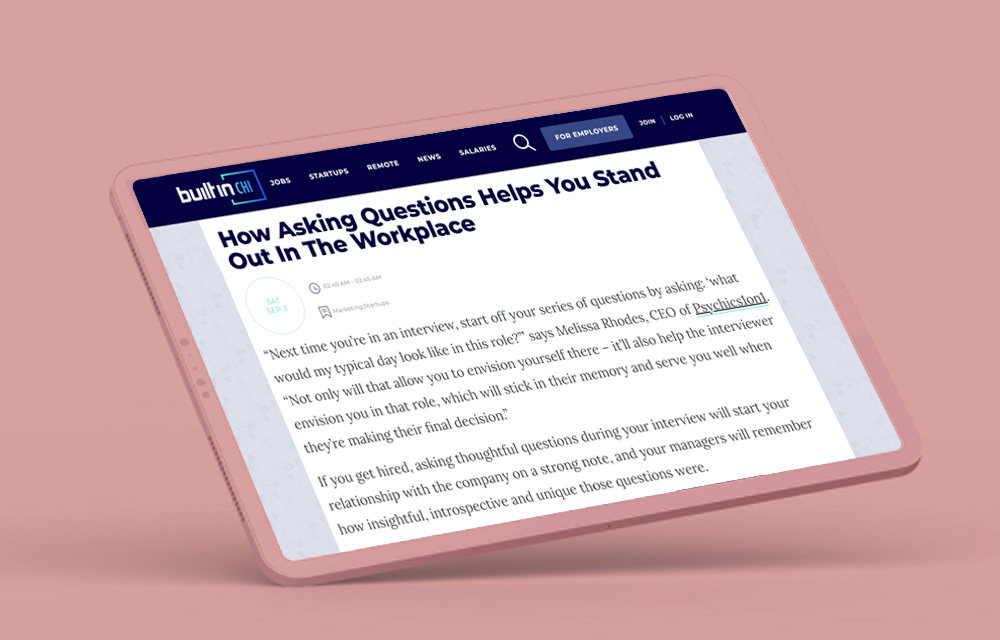 builtin CHI JOBS STARTUPS REMOTE NEWS SALARIES FOR EMPLOYERS JOIN | LOG IN
How Asking Questions Helps You Stand
Out In The Workplace
SAT
SEP 3
02:45 AM - 02:45 AM
Marketing, Startups
“Next time you’re in an interview, start off your series of questions by asking: ‘what
would my typical day look like in this role?’” says Melissa Rhodes, CEO of Psychics1on1.
“Not only will that allow you to envision yourself there – it’ll also help the interviewer
envision you in that role, which will stick in their memory and serve you well when
they’re making their final decision.”
If you get hired, asking thoughtful questions during your interview will start your
relationship with the company on a strong note, and your managers will remember
how insightful, introspective and unique those questions were.